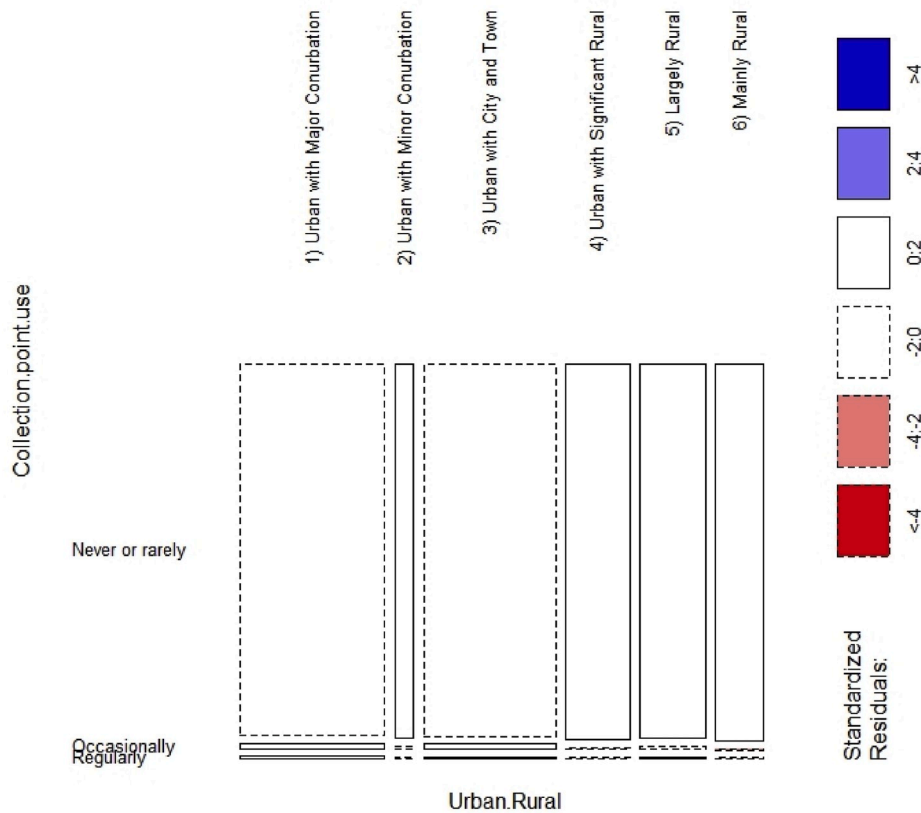 1) Urban with Major Conurbation
2) Urban with Minor Conurbation
3) Urban with City and Town
4) Urban with Significant Rural
5) Largely Rural
6) Mainly Rural
Collection.point.use
Never or rarely
Occasionally
Regularly
Urban.Rural
Standardized
Residuals:
<-4
-4:-2
-2:0
0:2
2:4
>4